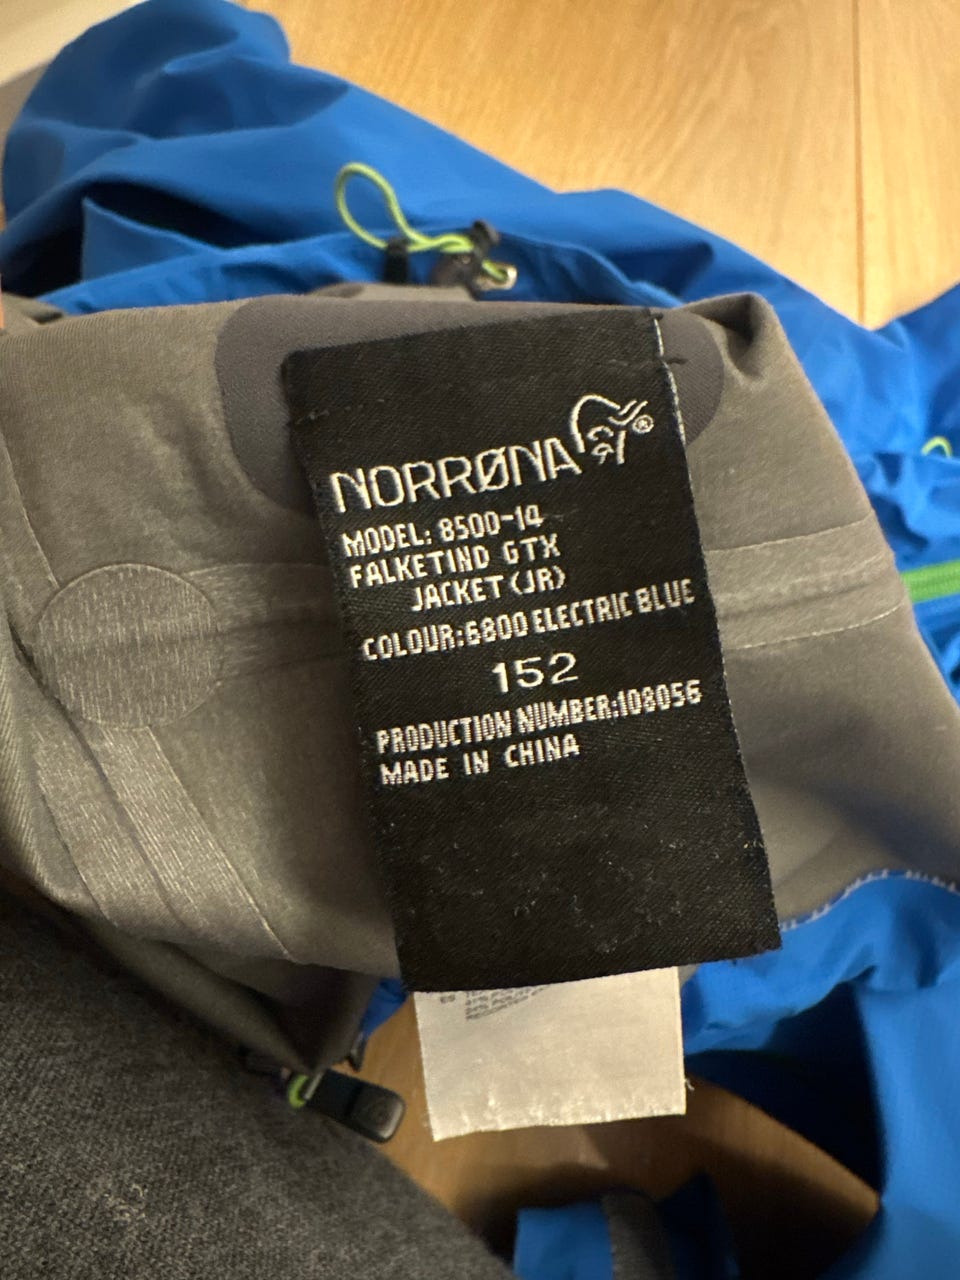 NORRØNA®
MODEL: 8500-14
FALKETIND GTX
JACKET (JR)
COLOUR:6800 ELECTRIC BLUE
152
PRODUCTION NUMBER:108056
MADE IN CHINA
ES